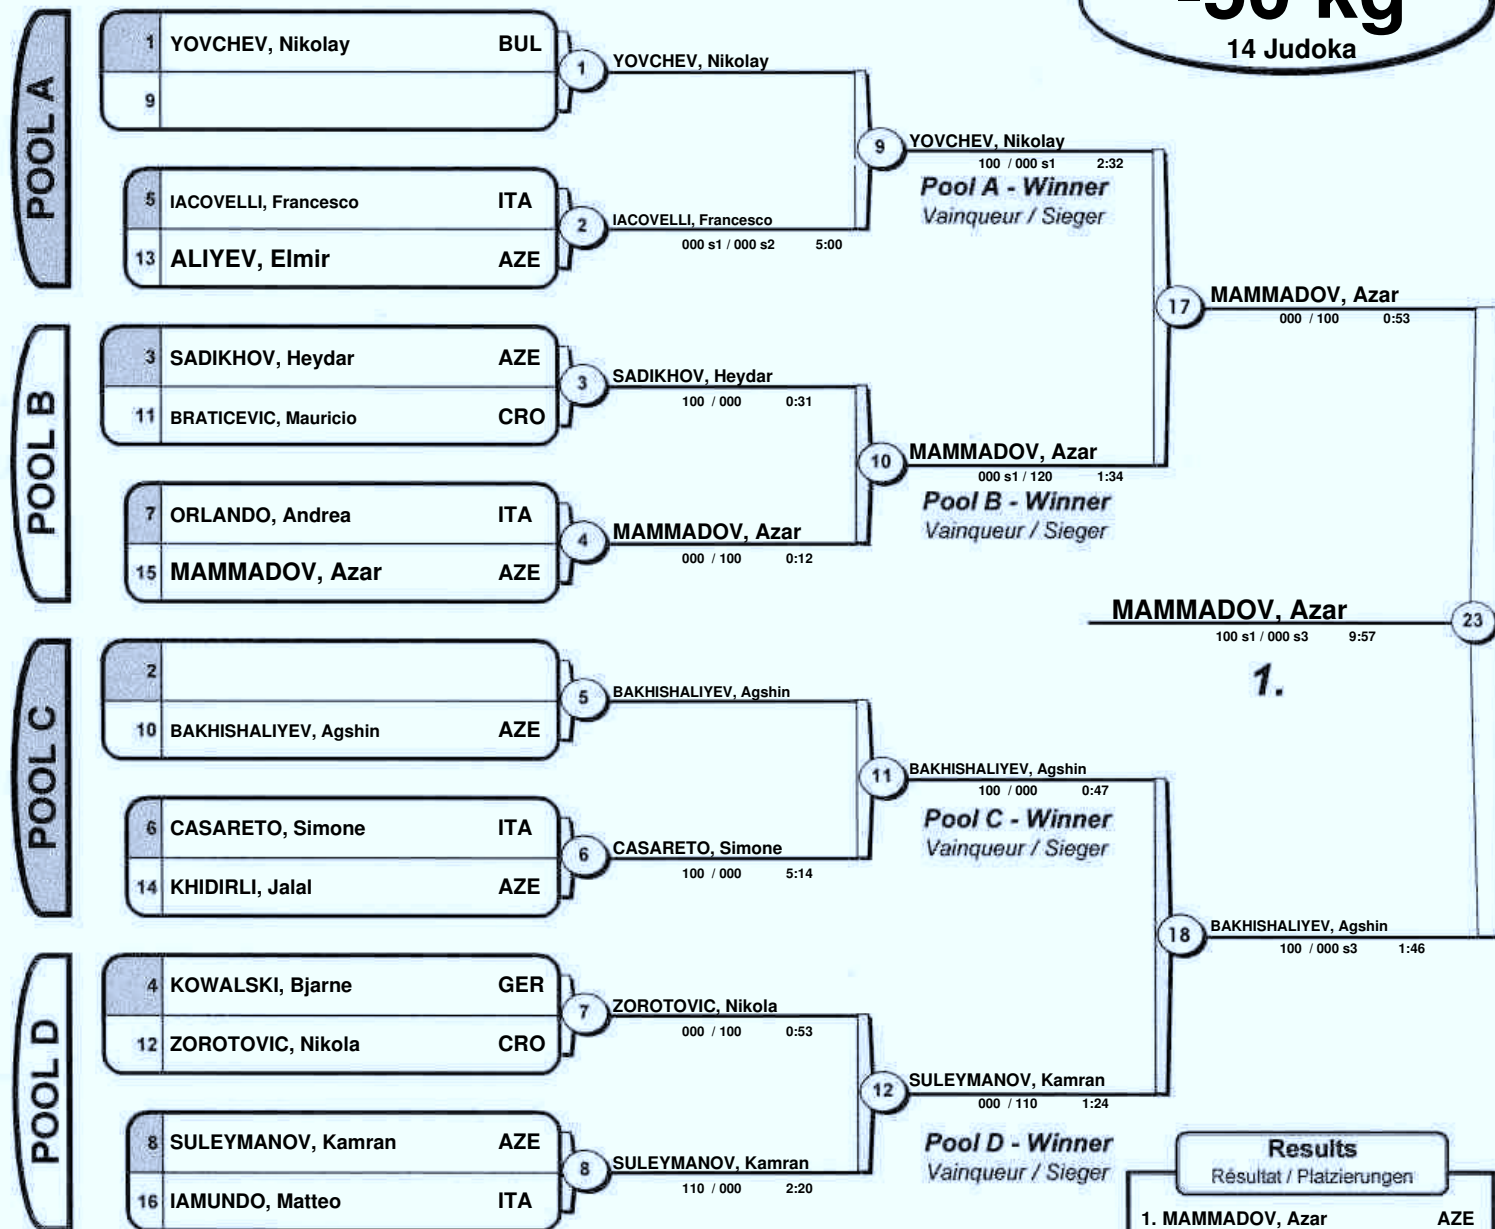 -50 kg
14 Judoka
POOL A
1 YOVCHEV, Nikolay BUL
9
1 YOVCHEV, Nikolay
5 IACOVELLI, Francesco ITA
13 ALIYEV, Elmir AZE
2 IACOVELLI, Francesco
000 s1 / 000 s2 5:00
9 YOVCHEV, Nikolay
100 / 000 s1 2:32
Pool A - Winner
Vainqueur / Sieger
POOL B
3 SADIKHOV, Heydar AZE
11 BRATICEVIC, Mauricio CRO
3 SADIKHOV, Heydar
100 / 000 0:31
7 ORLANDO, Andrea ITA
15 MAMMADOV, Azar AZE
4 MAMMADOV, Azar
000 / 100 0:12
10 MAMMADOV, Azar
000 s1 / 120 1:34
Pool B - Winner
Vainqueur / Sieger
17 MAMMADOV, Azar
000 / 100 0:53
MAMMADOV, Azar 23
100 s1 / 000 s3 9:57
1.
POOL C
2
10 BAKHISHALIYEV, Agshin AZE
5 BAKHISHALIYEV, Agshin
6 CASARETO, Simone ITA
14 KHIDIRLI, Jalal AZE
6 CASARETO, Simone
100 / 000 5:14
11 BAKHISHALIYEV, Agshin
100 / 000 0:47
Pool C - Winner
Vainqueur / Sieger
18 BAKHISHALIYEV, Agshin
100 / 000 s3 1:46
POOL D
4 KOWALSKI, Bjarne GER
12 ZOROTOVIC, Nikola CRO
7 ZOROTOVIC, Nikola
000 / 100 0:53
8 SULEYMANOV, Kamran AZE
16 IAMUNDO, Matteo ITA
8 SULEYMANOV, Kamran
110 / 000 2:20
12 SULEYMANOV, Kamran
000 / 110 1:24
Pool D - Winner
Vainqueur / Sieger
Results
Résultat / Platzierungen
1. MAMMADOV, Azar AZE